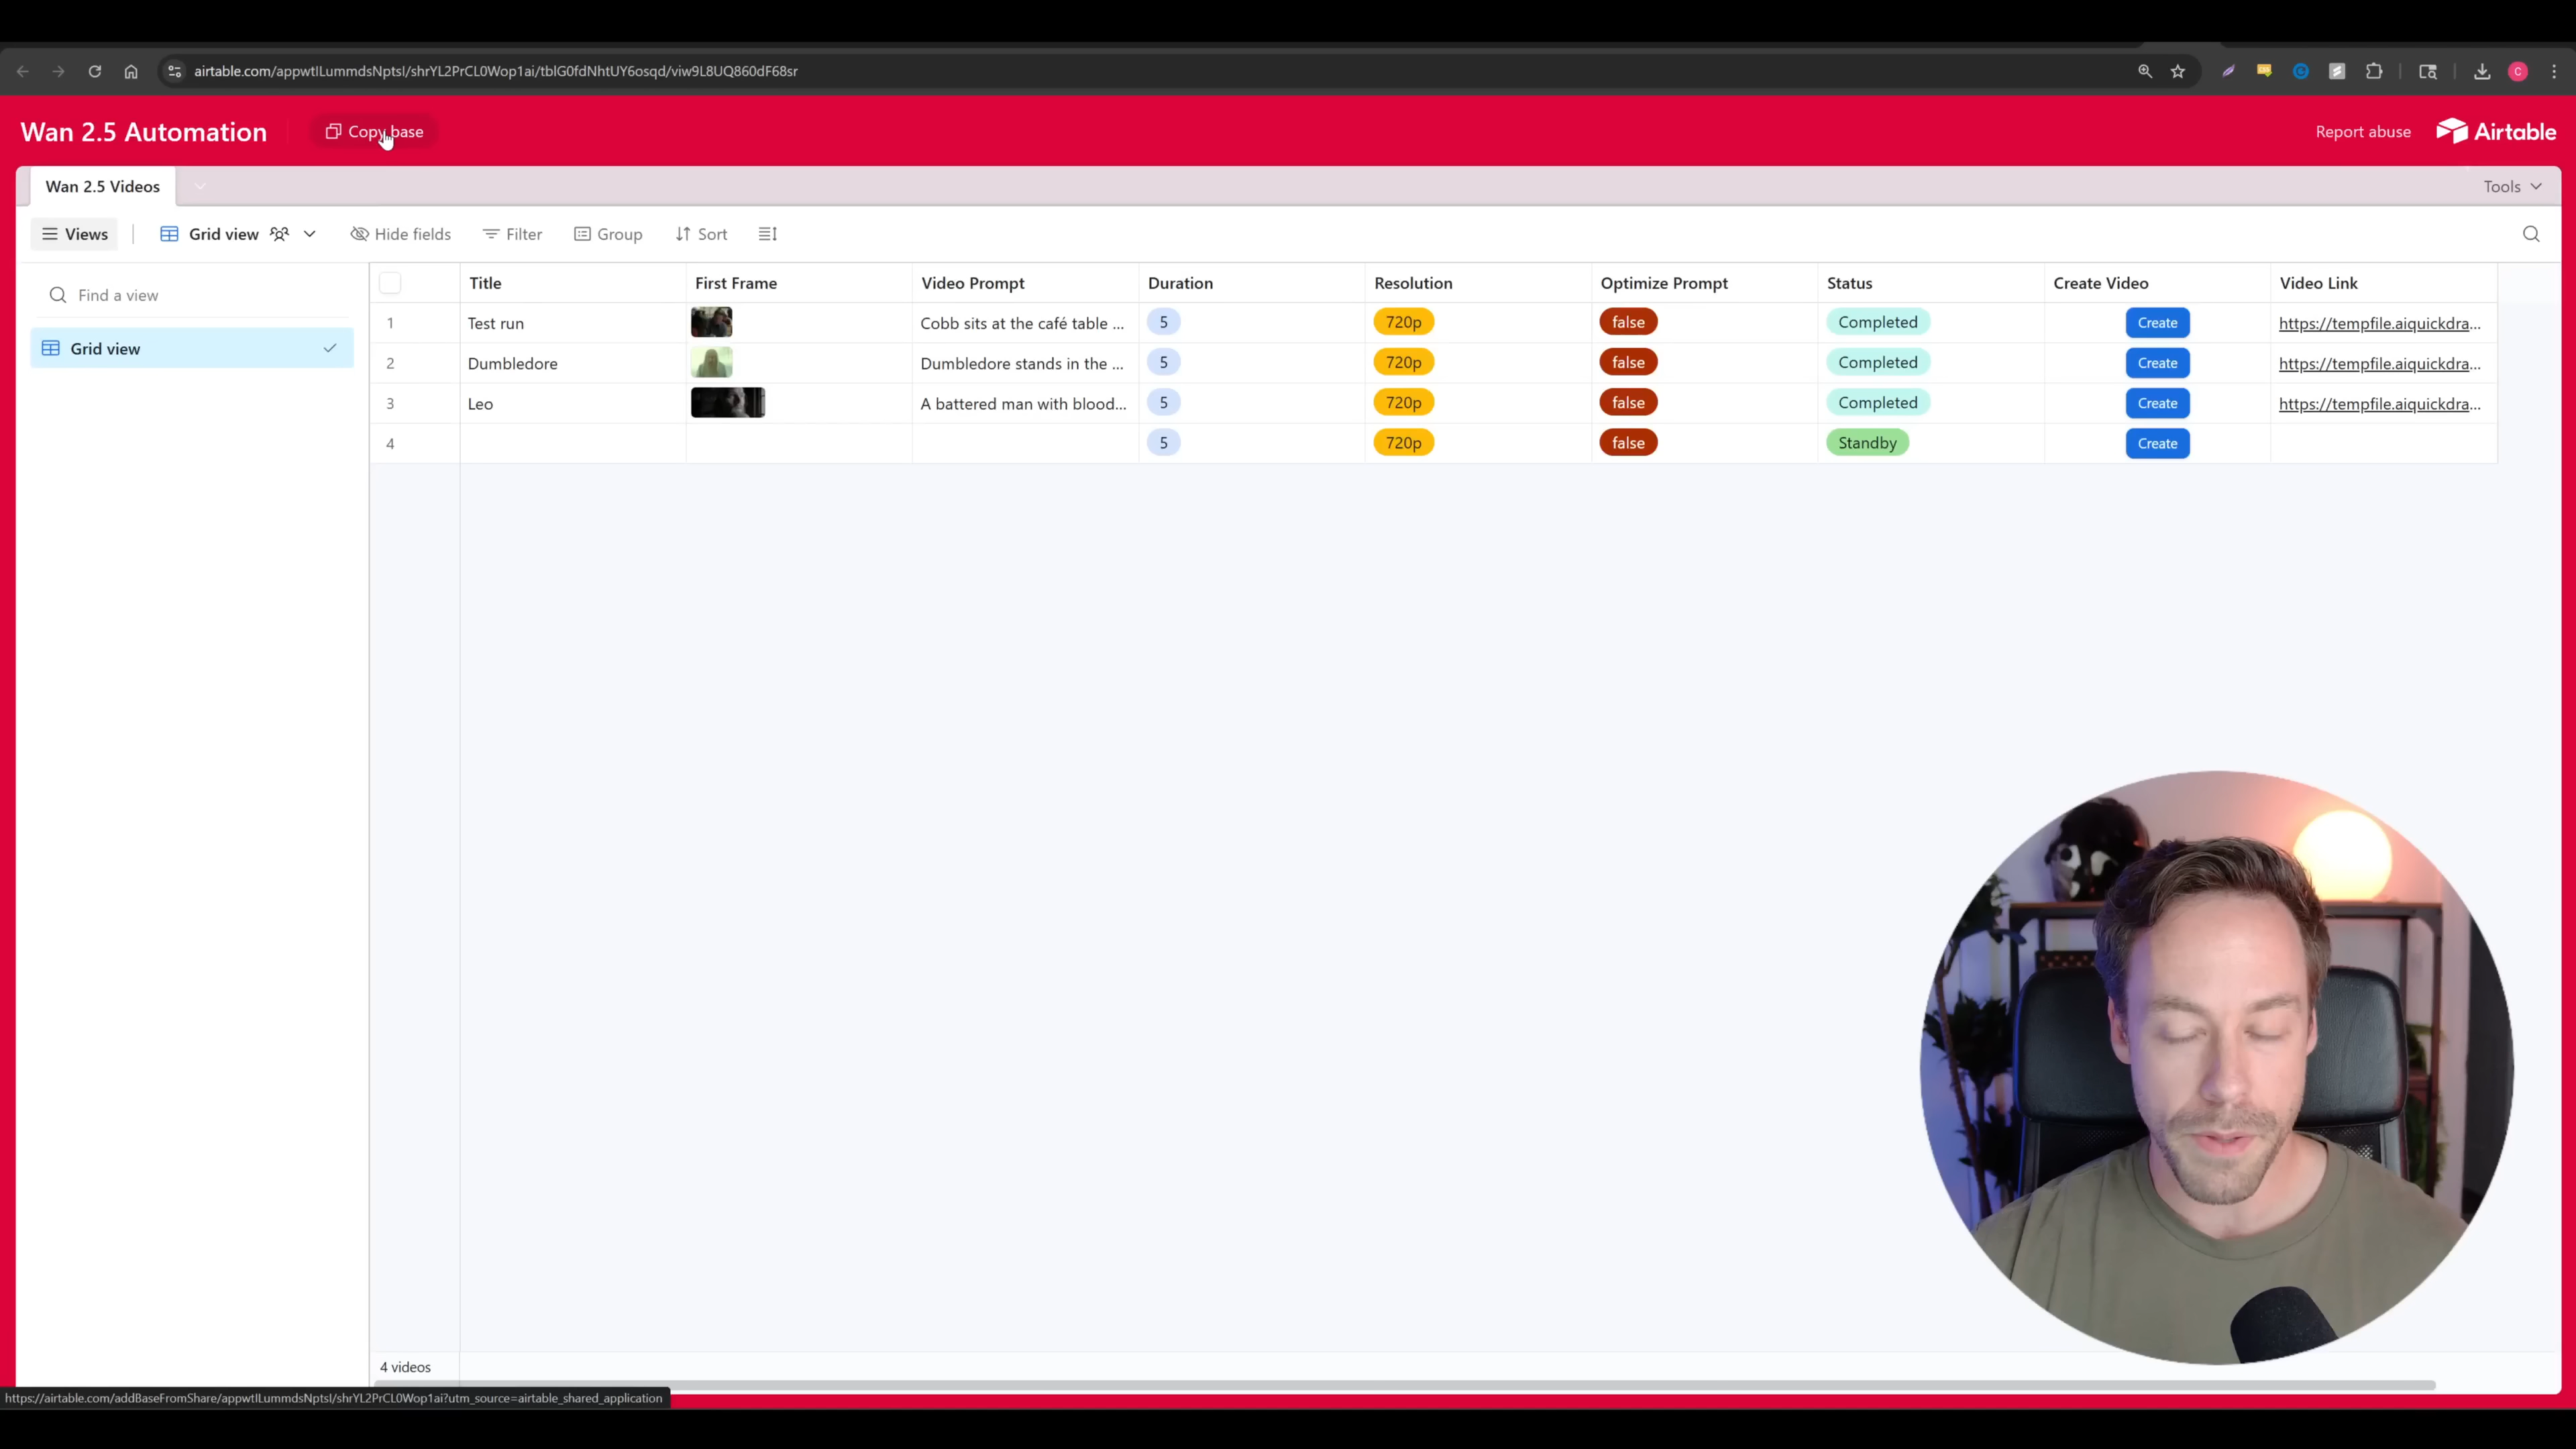 airtable.com/appwtILummdsNptsI/shrYL2PrCL0Wop1ai/tblG0fdNhtUY6osqd/viw9L8UQ860dF68sr
C
Wan 2.5 Automation
Copy base
Report abuse
Airtable
Wan 2.5 Videos
Tools
Views
Grid view
Hide fields
Filter
Group
Sort
Find a view
Grid view
Title First Frame Video Prompt Duration Resolution Optimize Prompt Status Create Video Video Link
1 Test run Cobb sits at the café table ... 5 720p false Completed Create https://tempfile.aiquickdra...
2 Dumbledore Dumbledore stands in the ... 5 720p false Completed Create https://tempfile.aiquickdra...
3 Leo A battered man with blood... 5 720p false Completed Create https://tempfile.aiquickdra...
4 5 720p false Standby Create
4 videos
https://airtable.com/addBaseFromShare/appwtILummdsNptsI/shrYL2PrCL0Wop1ai?utm_source=airtable_shared_application